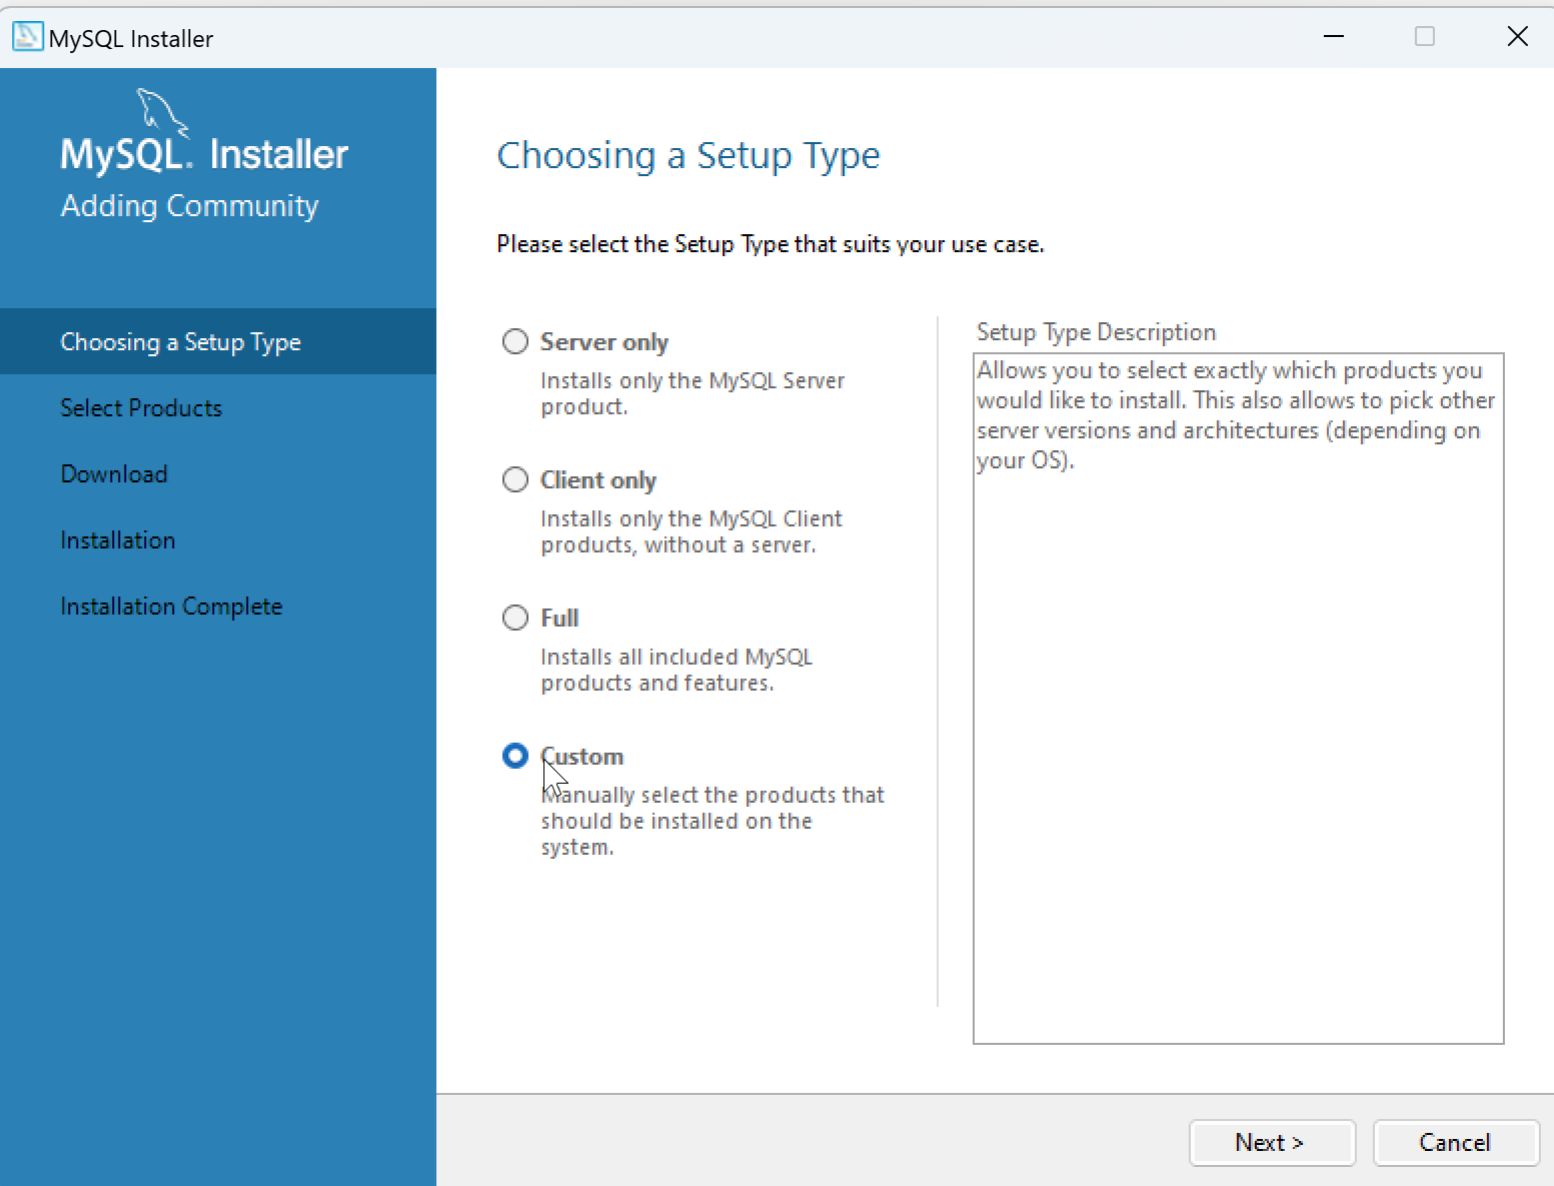 MySQL Installer
MySQL. Installer
Adding Community
Choosing a Setup Type
Select Products
Download
Installation
Installation Complete
Choosing a Setup Type
Please select the Setup Type that suits your use case.
Server only
Installs only the MySQL Server
product.
Client only
Installs only the MySQL Client
products, without a server.
Full
Installs all included MySQL
products and features.
Custom
Manually select the products that
should be installed on the
system.
Setup Type Description
Allows you to select exactly which products you
would like to install. This also allows to pick other
server versions and architectures (depending on
your OS).
Next >
Cancel